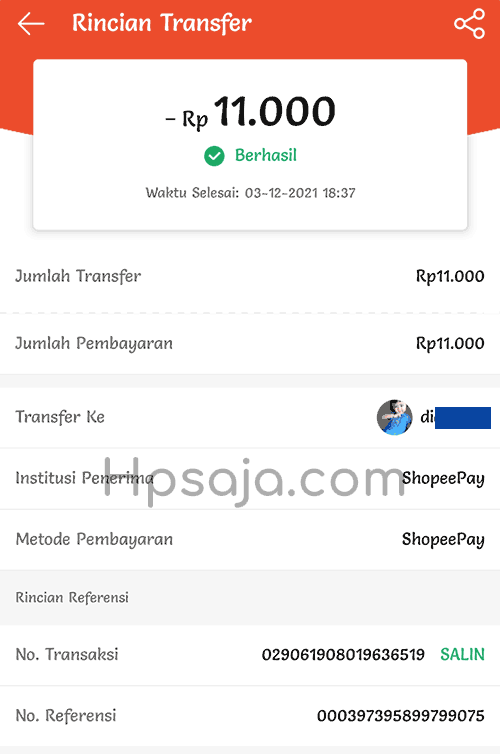 Rincian Transfer
- Rp 11.000
Berhasil
Waktu Selesai: 03-12-2021 18:37
Jumlah Transfer Rp11.000
Jumlah Pembayaran Rp11.000
Transfer Ke di
Institusi Penerima ShopeePay
Hpsaja.com
Metode Pembayaran ShopeePay
Rincian Referensi
No. Transaksi 029061908019636519 SALIN
No. Referensi 000397395899799075